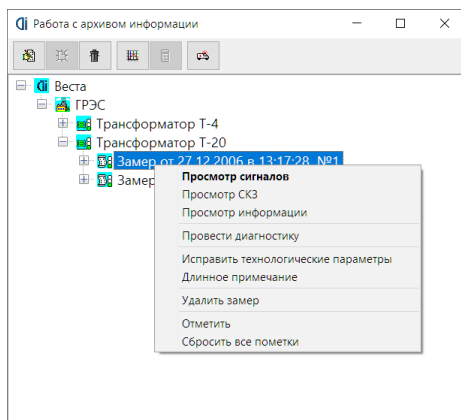 Работа с архивом информации
Веста
ГРЭС
Трансформатор Т-4
Трансформатор Т-20
Замер от 27.12.2006 в 13:17:28, №1
Замер
Просмотр сигналов
Просмотр СКЗ
Просмотр информации
Провести диагностику
Исправить технологические параметры
Длинное примечание
Удалить замер
Отметить
Сбросить все пометки